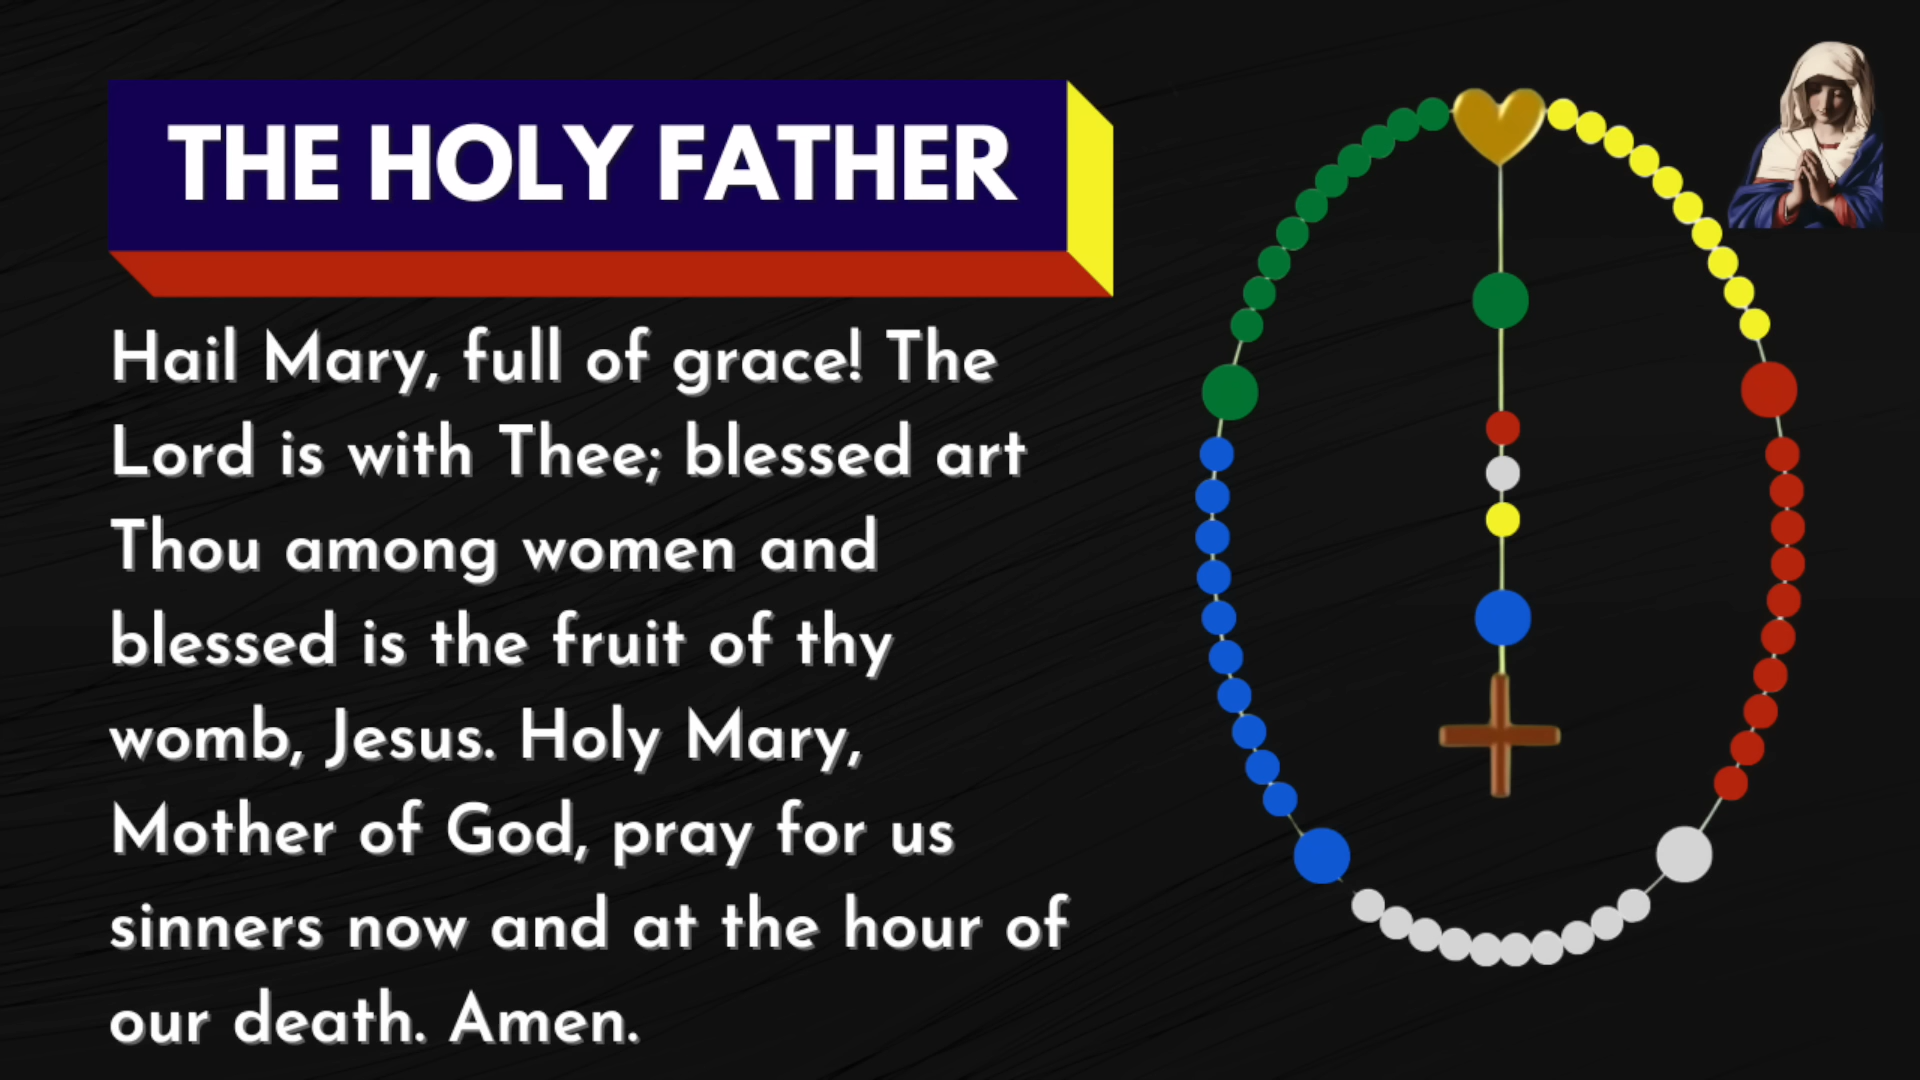 THE HOLY FATHER
Hail Mary, full of grace! The
Lord is with Thee; blessed art
Thou among women and
blessed is the fruit of thy
womb, Jesus. Holy Mary,
Mother of God, pray for us
sinners now and at the hour of
our death. Amen.